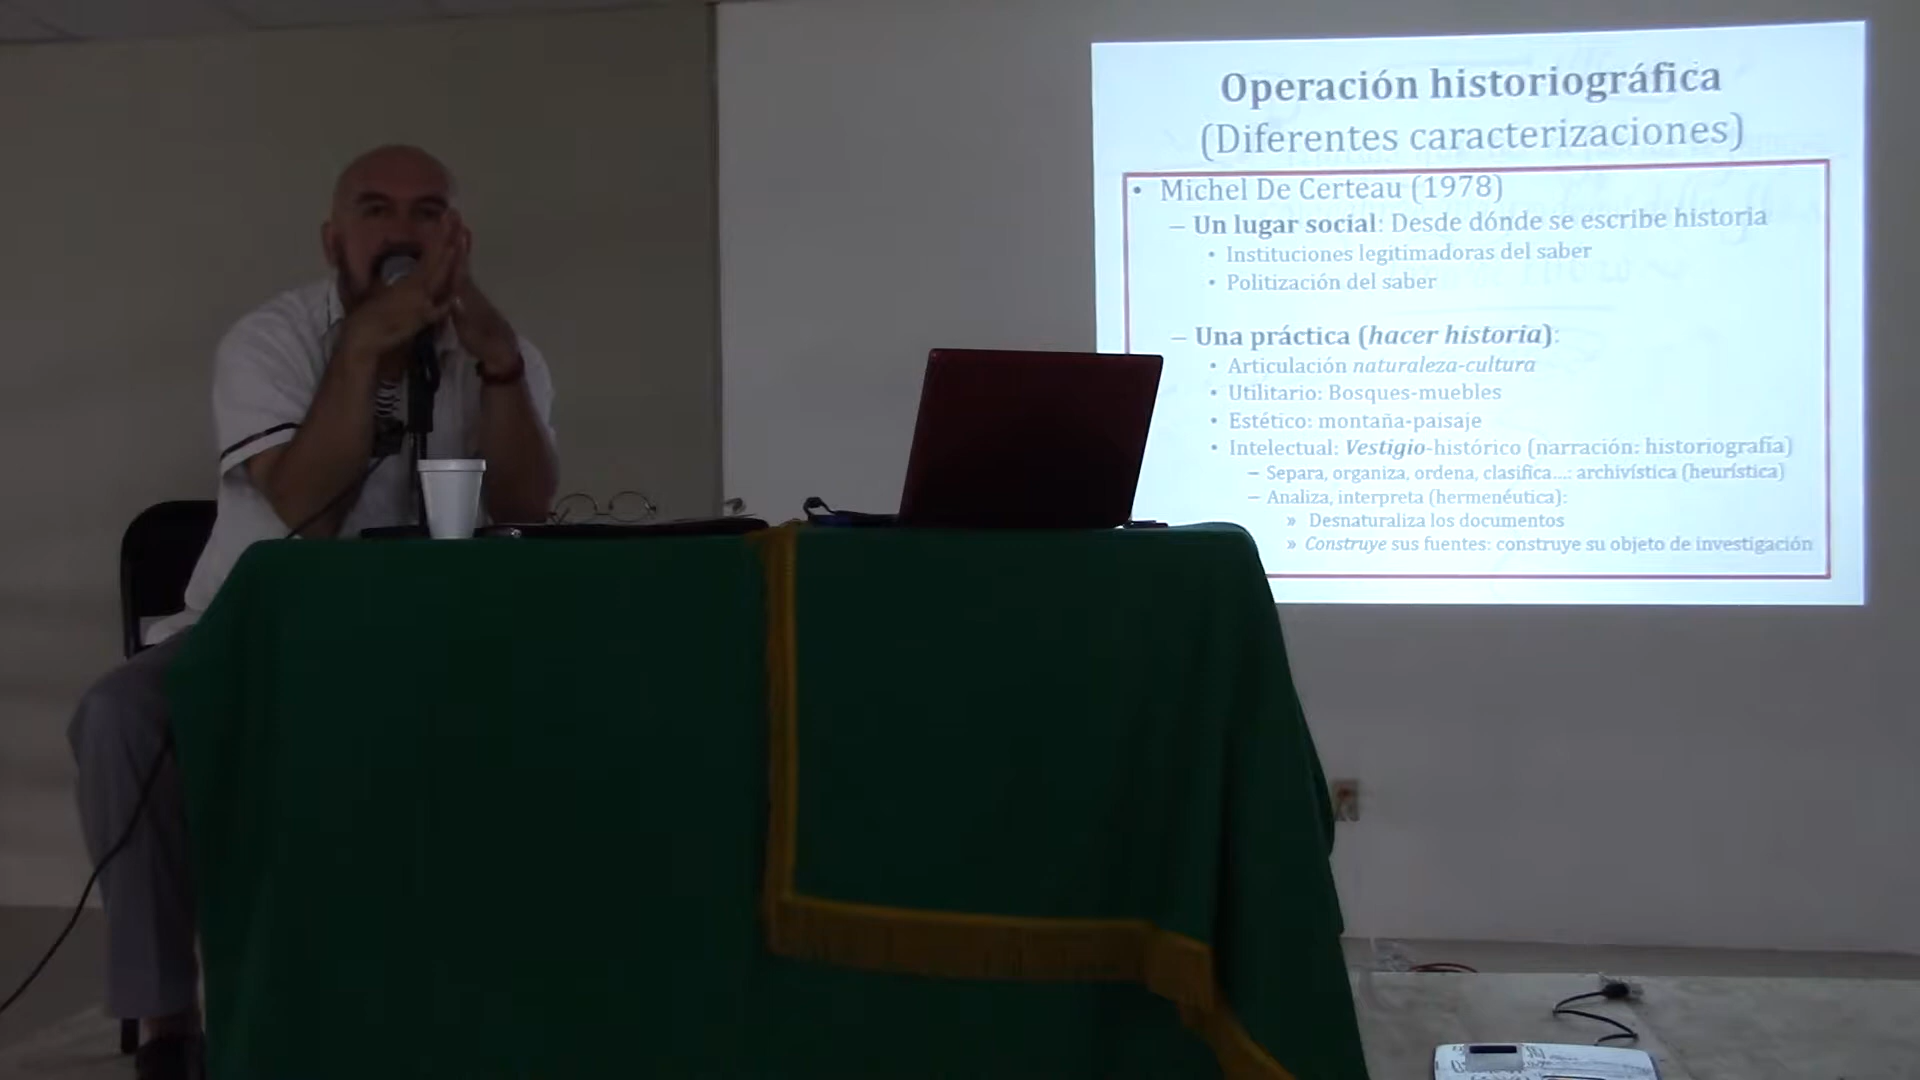 Operación historiográfica
(Diferentes caracterizaciones)
• Michel De Certeau (1978)
– Un lugar social: Desde dónde se escribe historia
• Instituciones legitimadoras del saber
• Politización del saber
– Una práctica (hacer historia):
• Articulación naturaleza-cultura
• Utilitario: Bosques-muebles
• Estético: montaña-paisaje
• Intelectual: Vestigio-histórico (narración: historiografía)
– Separa, organiza, ordena, clasifica....: archivística (heurística)
– Analiza, interpreta (hermenéutica):
» Desnaturaliza los documentos
» Construye sus fuentes: construye su objeto de investigación